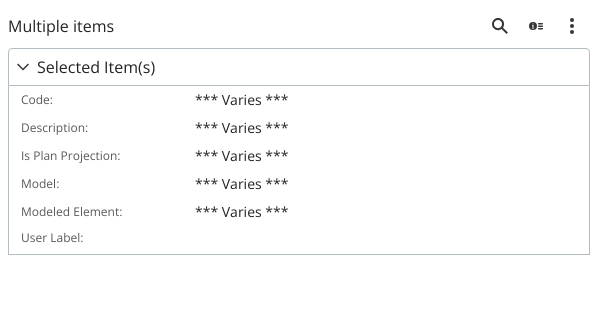 Multiple items
Selected Item(s)
Code: *** Varies ***
Description: *** Varies ***
Is Plan Projection: *** Varies ***
Model: *** Varies ***
Modeled Element: *** Varies ***
User Label: